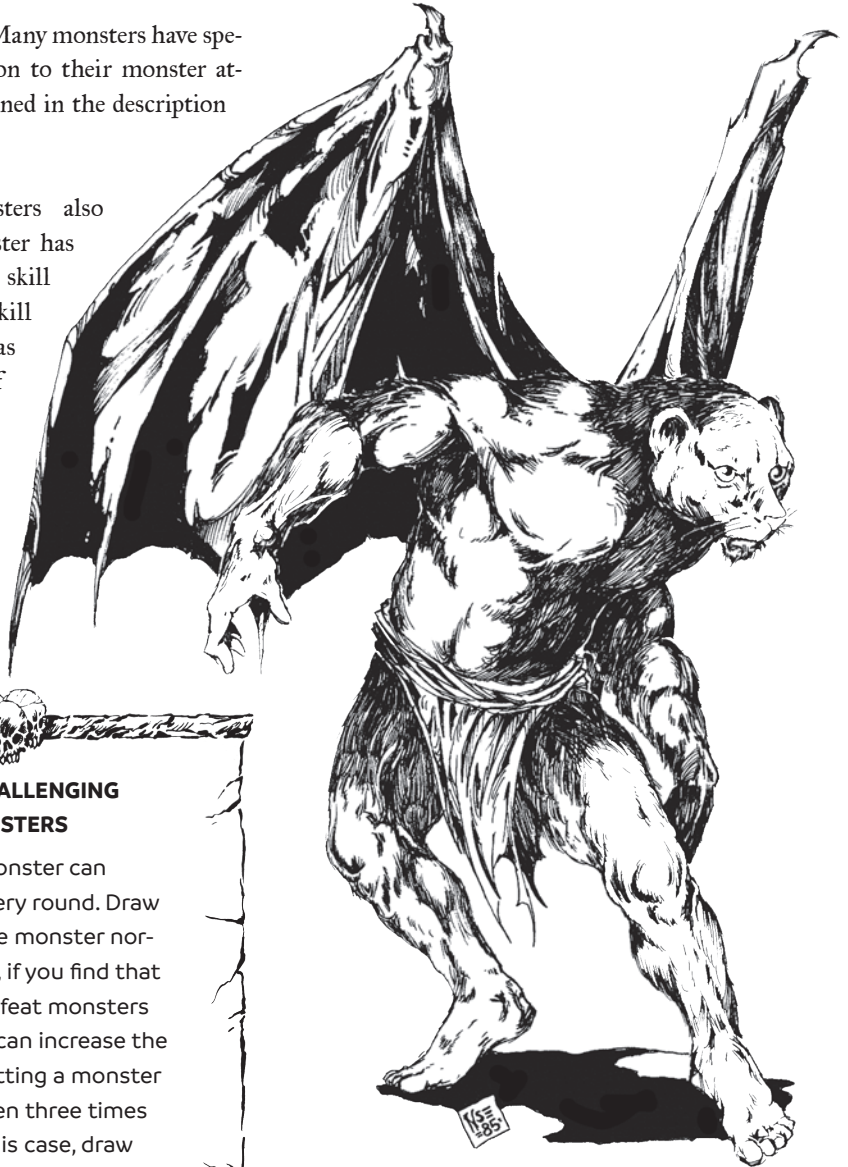 Many monsters have spe-
on to their monster at-
ned in the description
sters also
ster has
skill
kill
as
f
ALLENGING
STERS
onster can
ery round. Draw
e monster nor-
, if you find that
feat monsters
can increase the
tting a monster
en three times
is case, draw
=85'